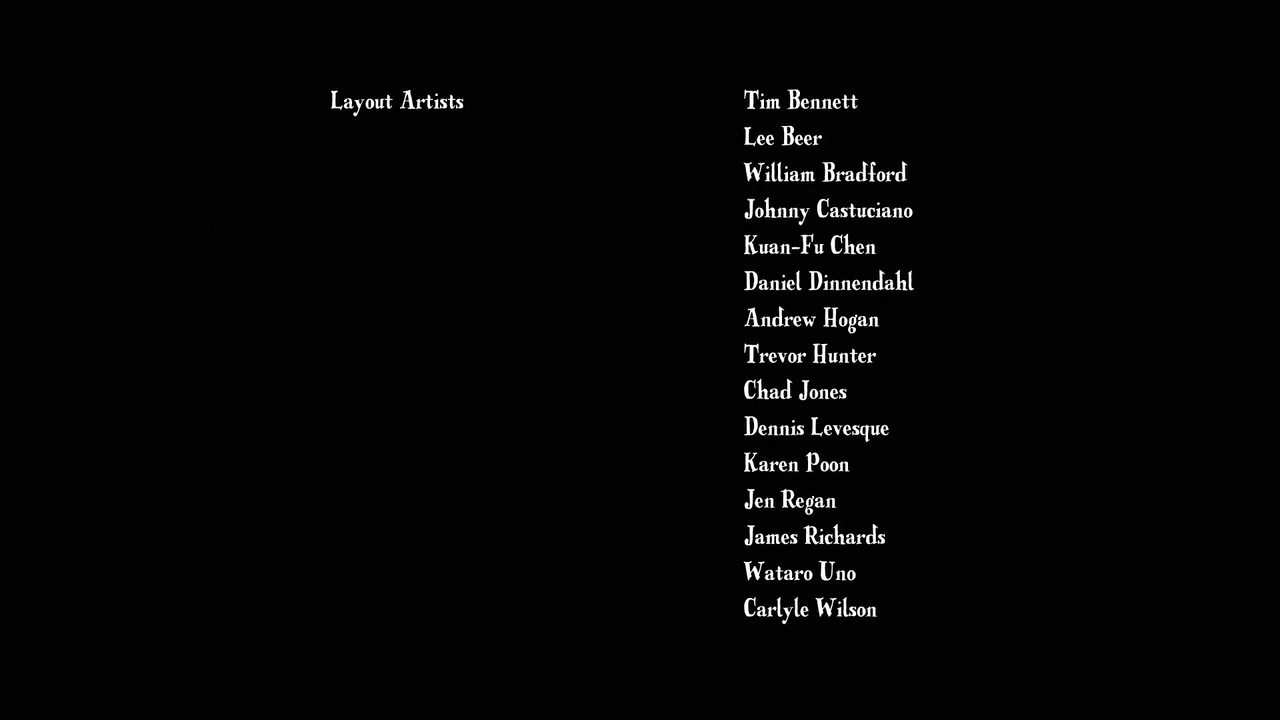 Layout Artists
Tim Bennett
Lee Beer
William Bradford
Johnny Castuciano
Kuan-Fu Chen
Daniel Dinnendahl
Andrew Hogan
Trevor Hunter
Chad Jones
Dennis Levesque
Karen Poon
Jen Regan
James Richards
Wataro Uno
Carlyle Wilson